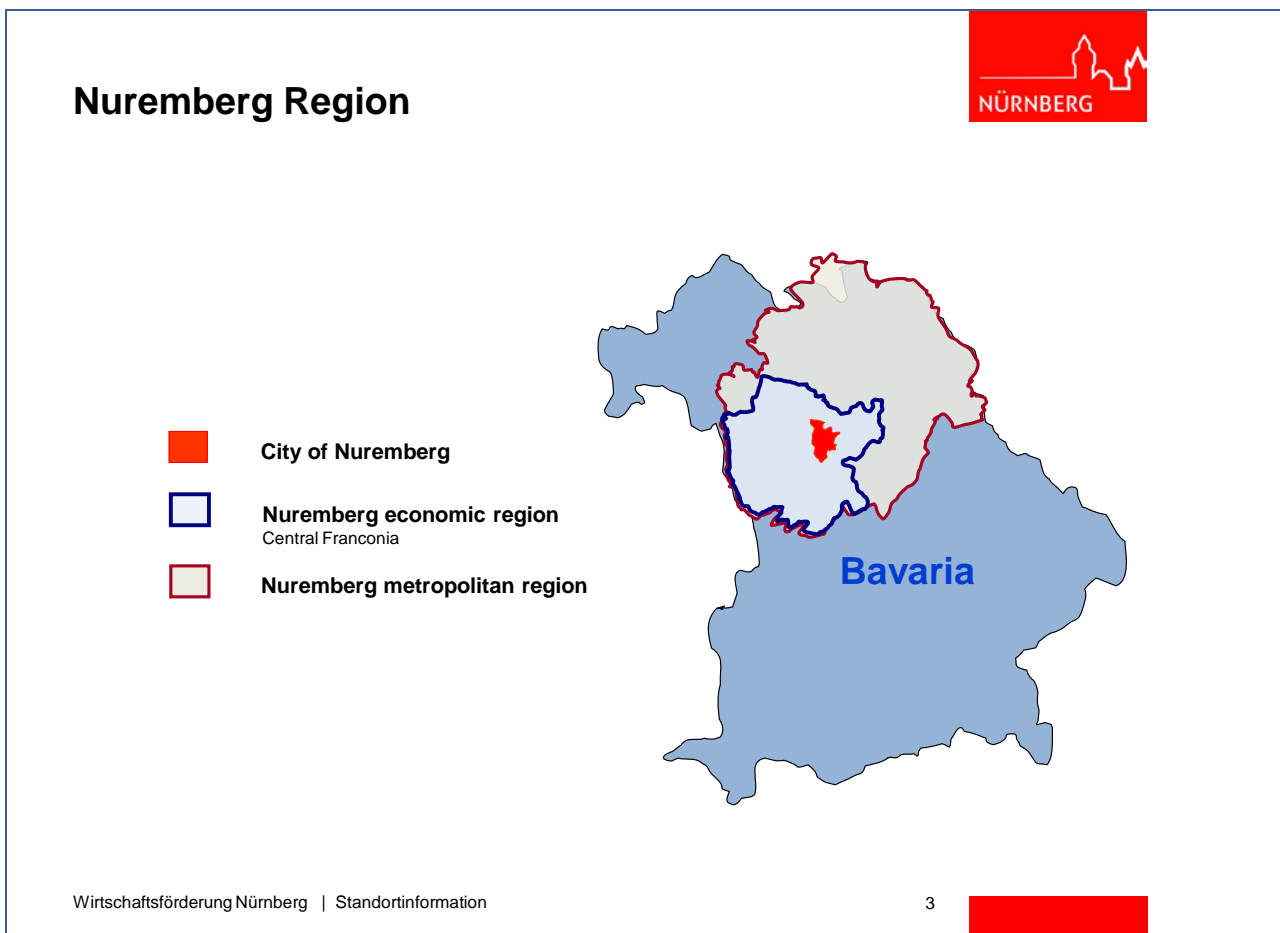 Nuremberg Region
NÜRNBERG
City of Nuremberg
Nuremberg economic region
Central Franconia
Nuremberg metropolitan region
Bavaria
Wirtschaftsförderung Nürnberg | Standortinformation
3